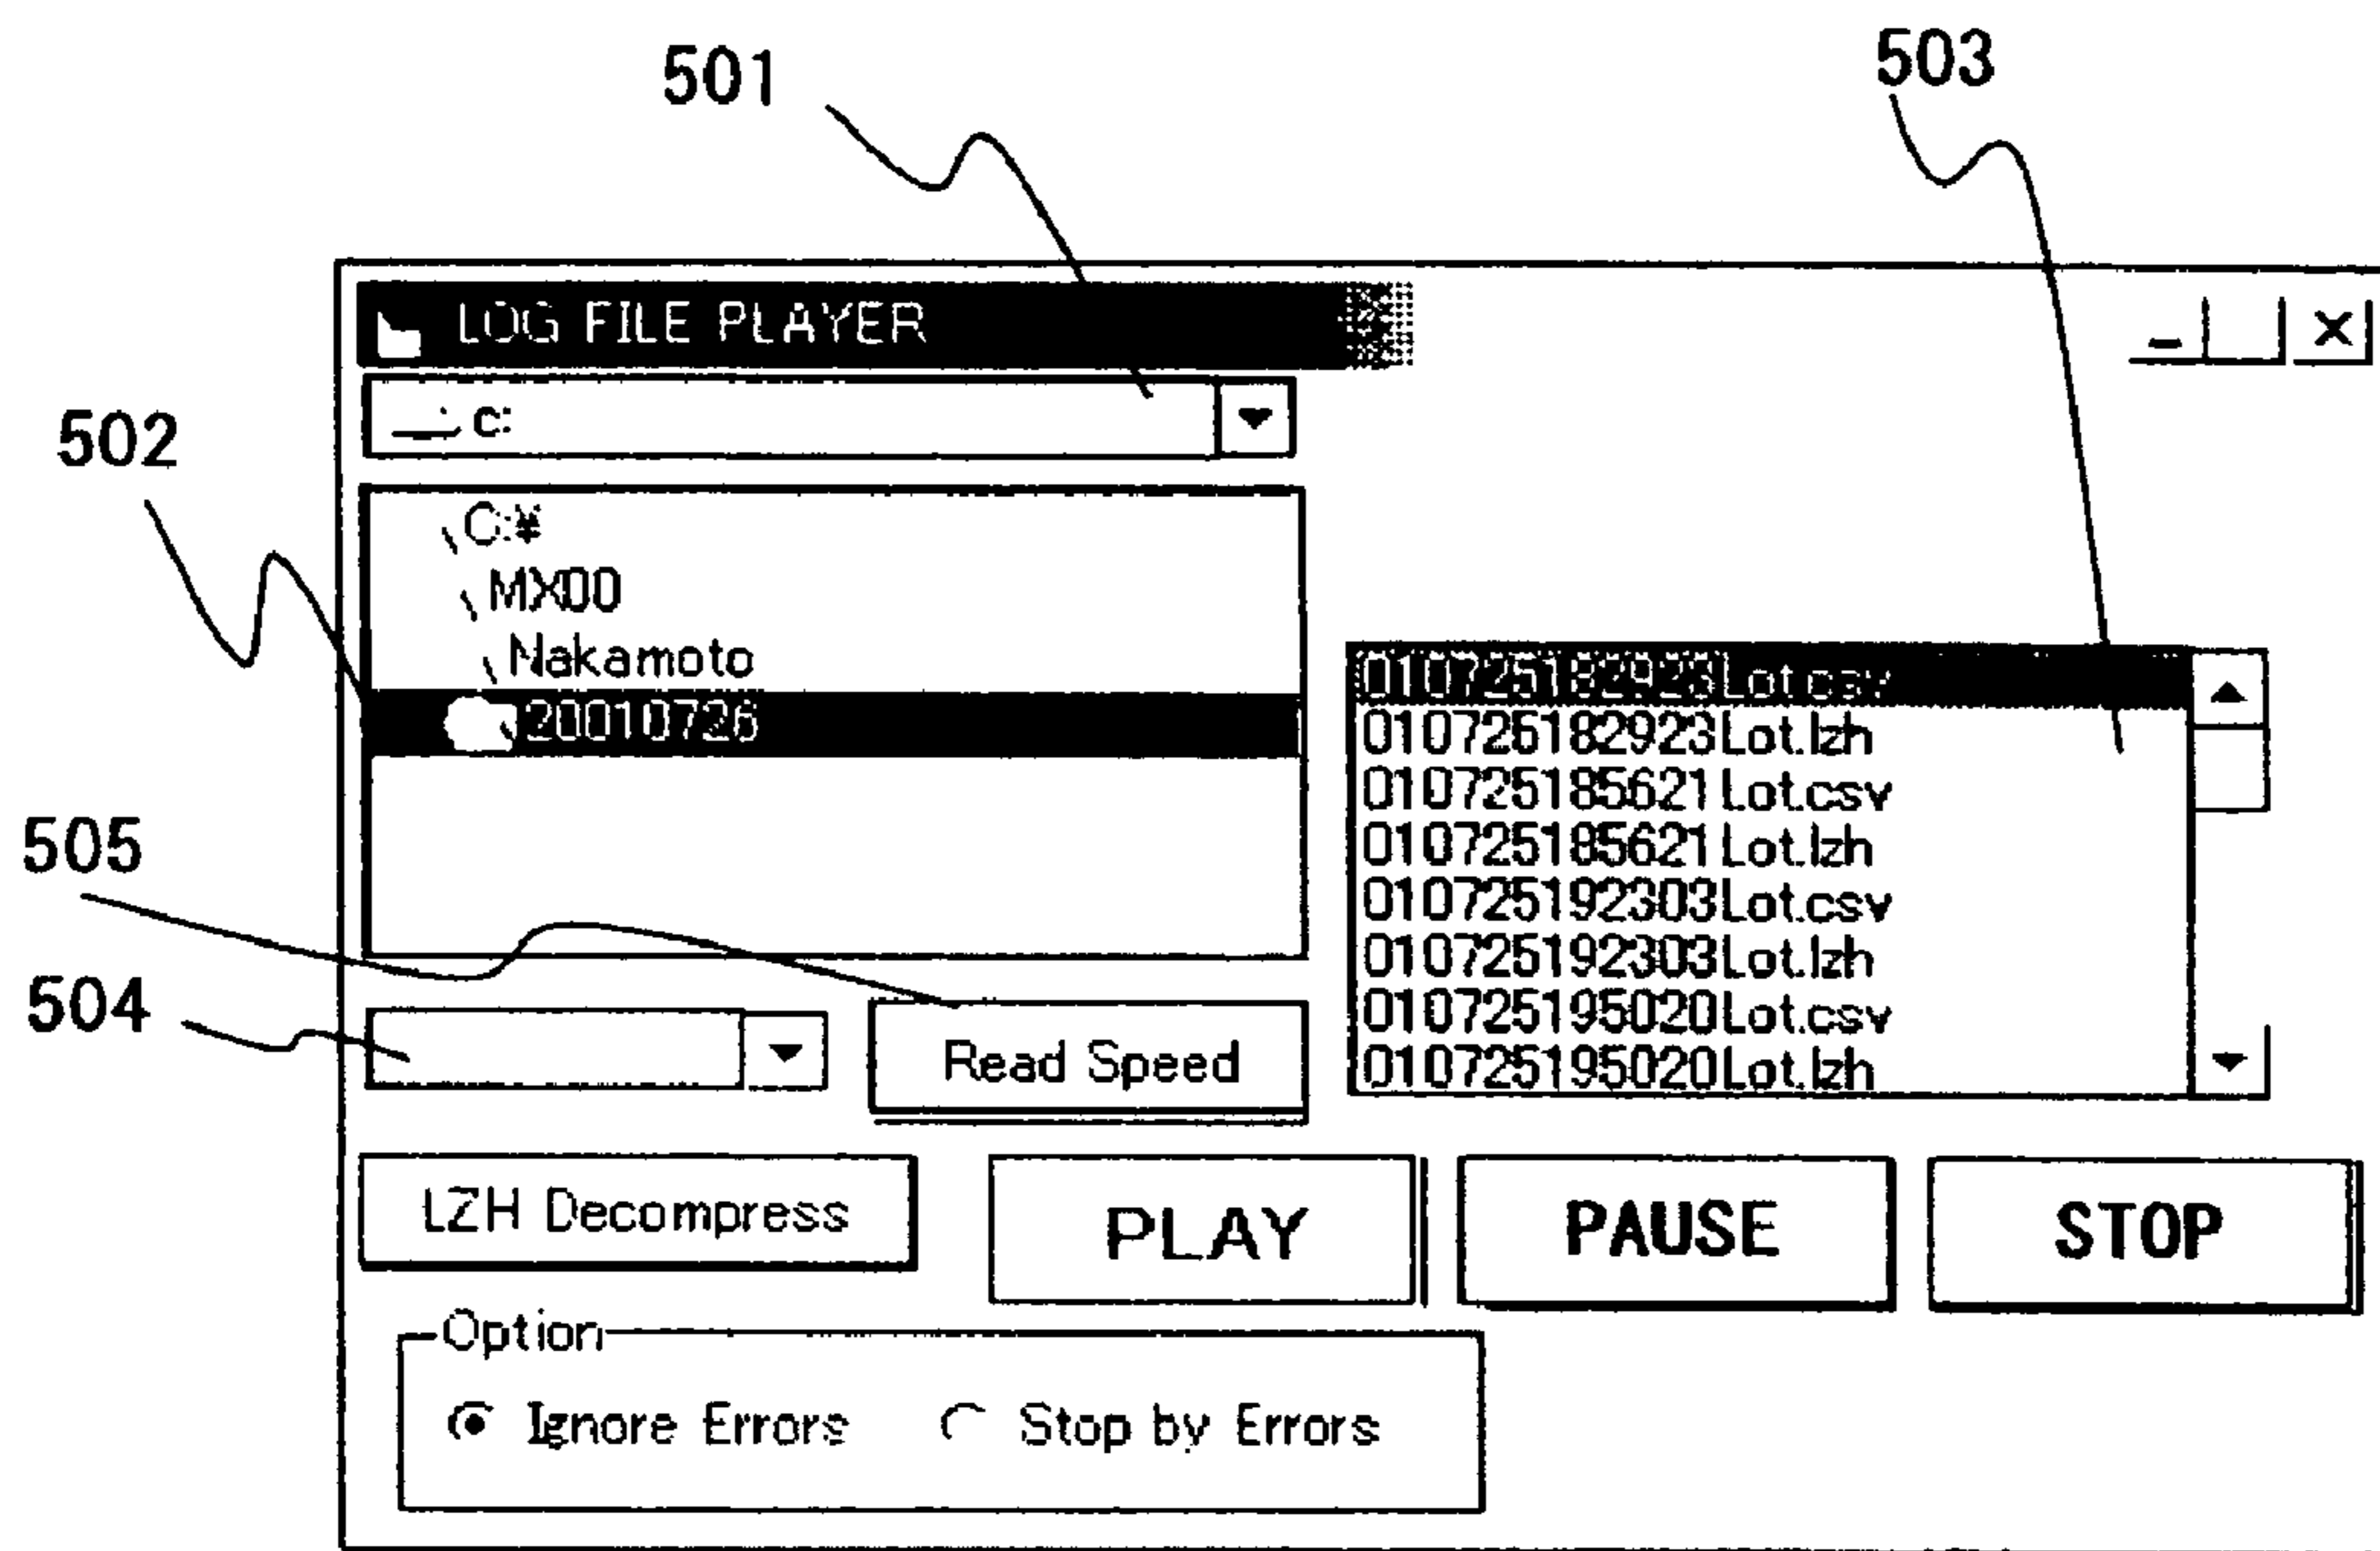 501
503
LOG FILE PLAYER
c:
502
C:¥
MX00
Nakamoto
20010726
010725182923Lot.csv
010725182923Lot.lzh
010725185621Lot.csv
010725185621Lot.lzh
010725192303Lot.csv
010725192303Lot.lzh
010725195020Lot.csv
010725195020Lot.lzh
505
504
Read Speed
LZH Decompress
PLAY
PAUSE
STOP
Option
Ignore Errors
Stop by Errors